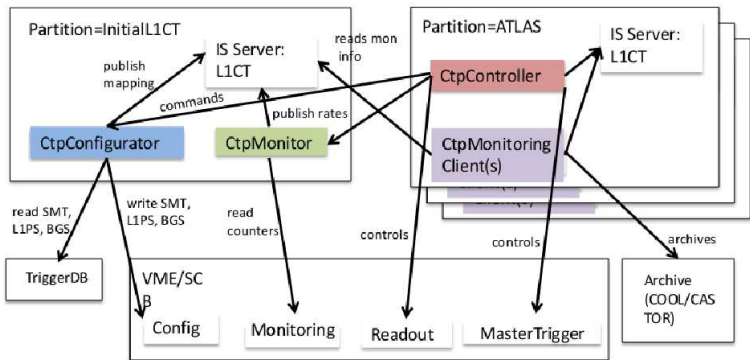 Partition=InitialL1CT
IS Server:
L1CT
publish
mapping
reads mon
info
Partition=ATLAS
IS Server:
L1CT
CtpController
commands
publish rates
CtpConfigurator
CtpMonitor
CtpMonitoring
Client(s)
read SMT,
L1PS, BGS
write SMT,
L1PS, BGS
read
counters
controls
controls
archives
TriggerDB
VME/SC
B
Config
Monitoring
Readout
MasterTrigger
Archive
(COOL/CAS
TOR)